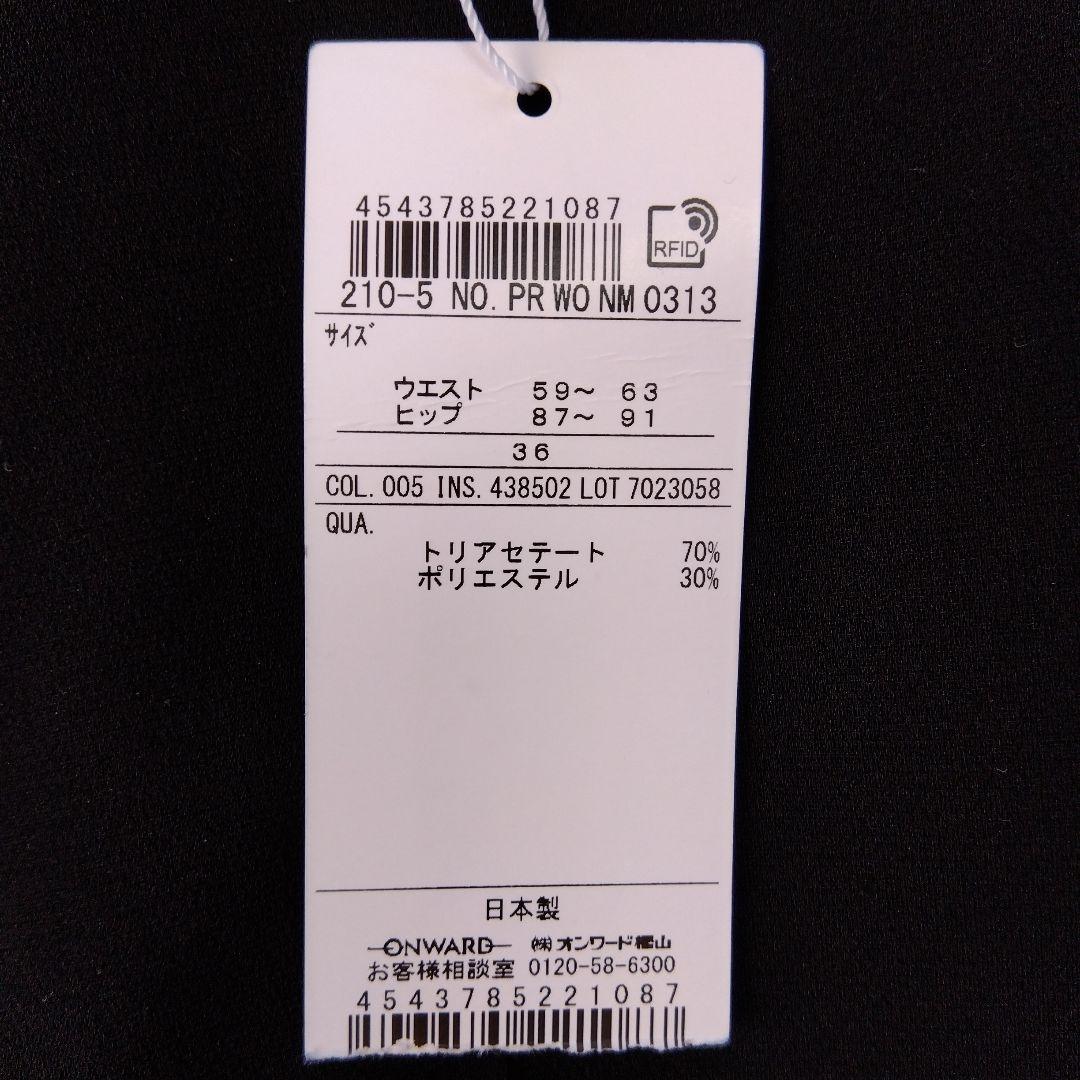 4543785221087
RFID
210-5 NO. PR WO NM 0313
サイズ
ウエスト 59～ 63
ヒップ 87～ 91
36
COL. 005 INS. 438502 LOT 7023058
QUA.
トリアセテート 70%
ポリエステル 30%
日本製
ONWARD ㈱オンワード樫山
お客様相談室 0120-58-6300
4543785221087